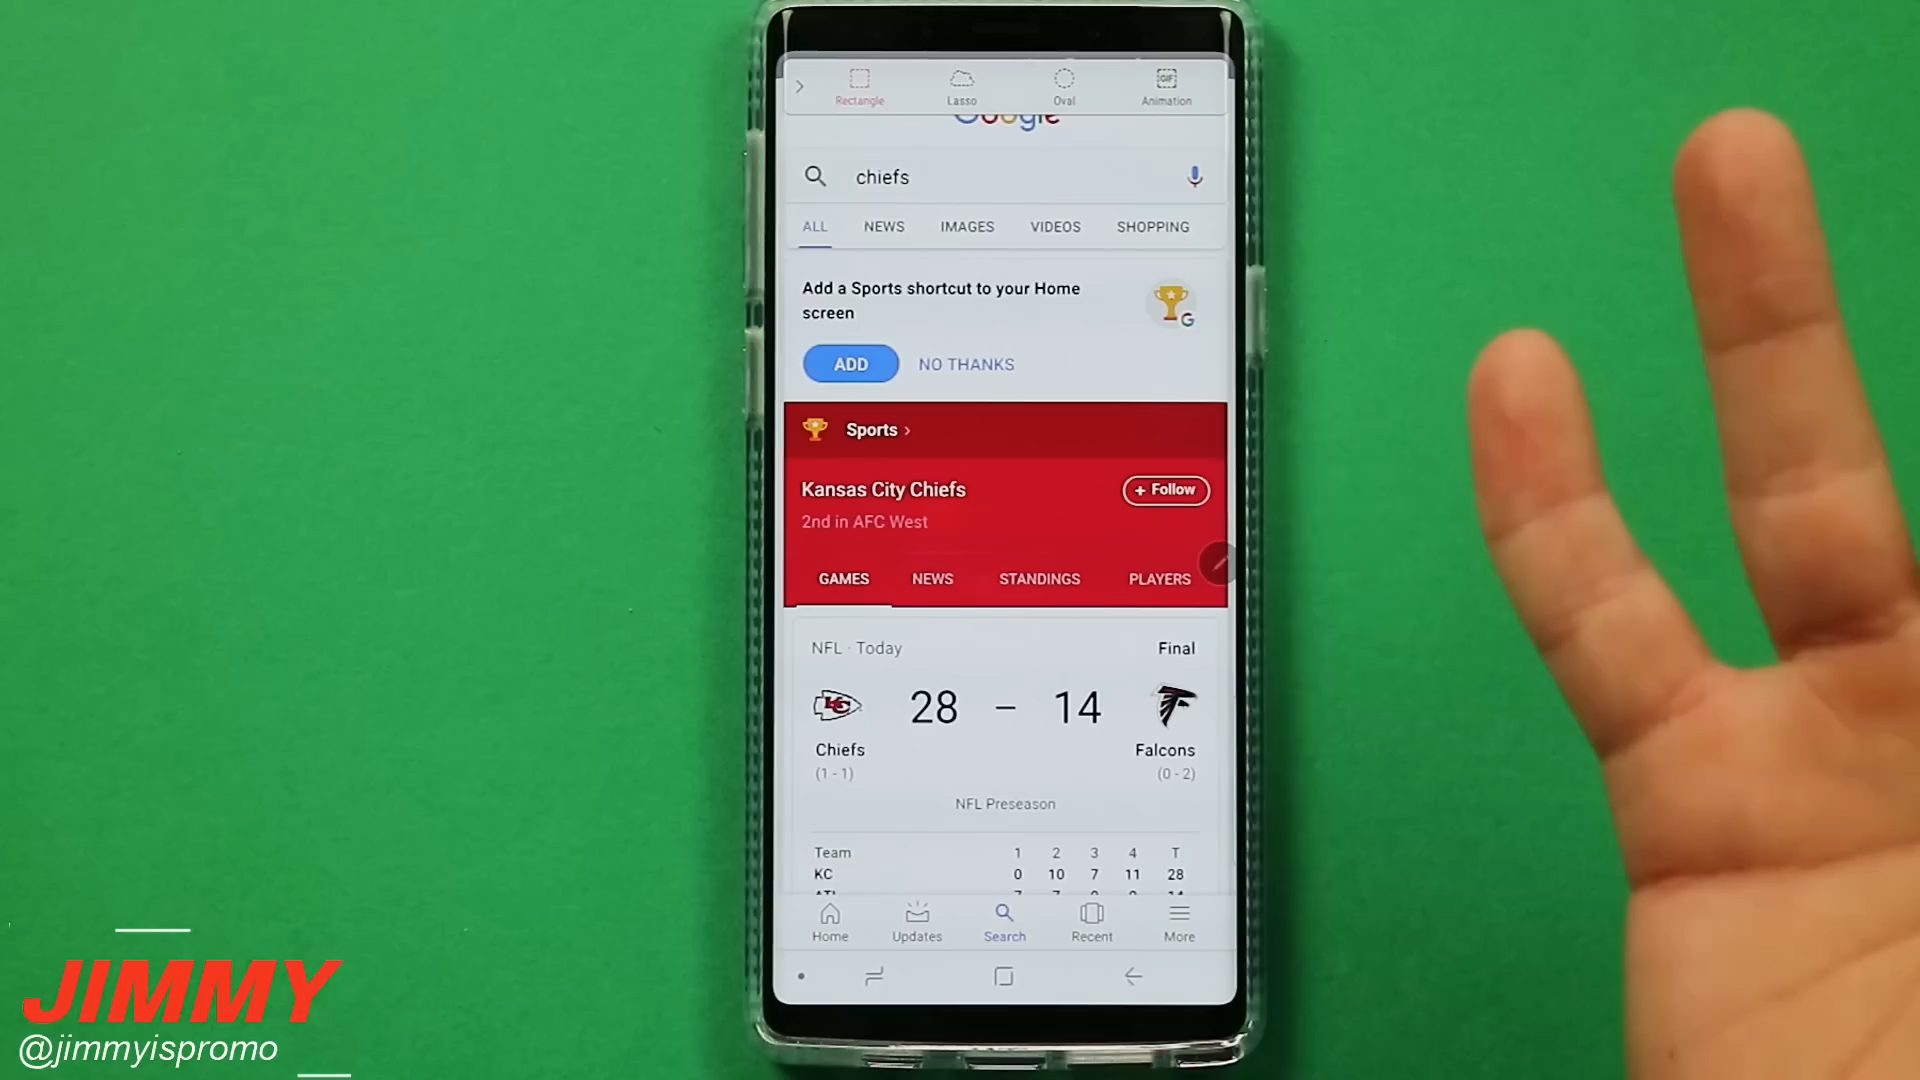 Rectangle Lasso Oval GIF Animation
Google
chiefs
ALL NEWS IMAGES VIDEOS SHOPPING
Add a Sports shortcut to your Home
screen
G
ADD NO THANKS
Sports ›
Kansas City Chiefs + Follow
2nd in AFC West
GAMES NEWS STANDINGS PLAYERS
NFL · Today Final
KC 28 – 14
Chiefs Falcons
(1 - 1) (0 - 2)
NFL Preseason
Team 1 2 3 4 T
KC 0 10 7 11 28
Home Updates Search Recent More
JIMMY
@jimmyispromo